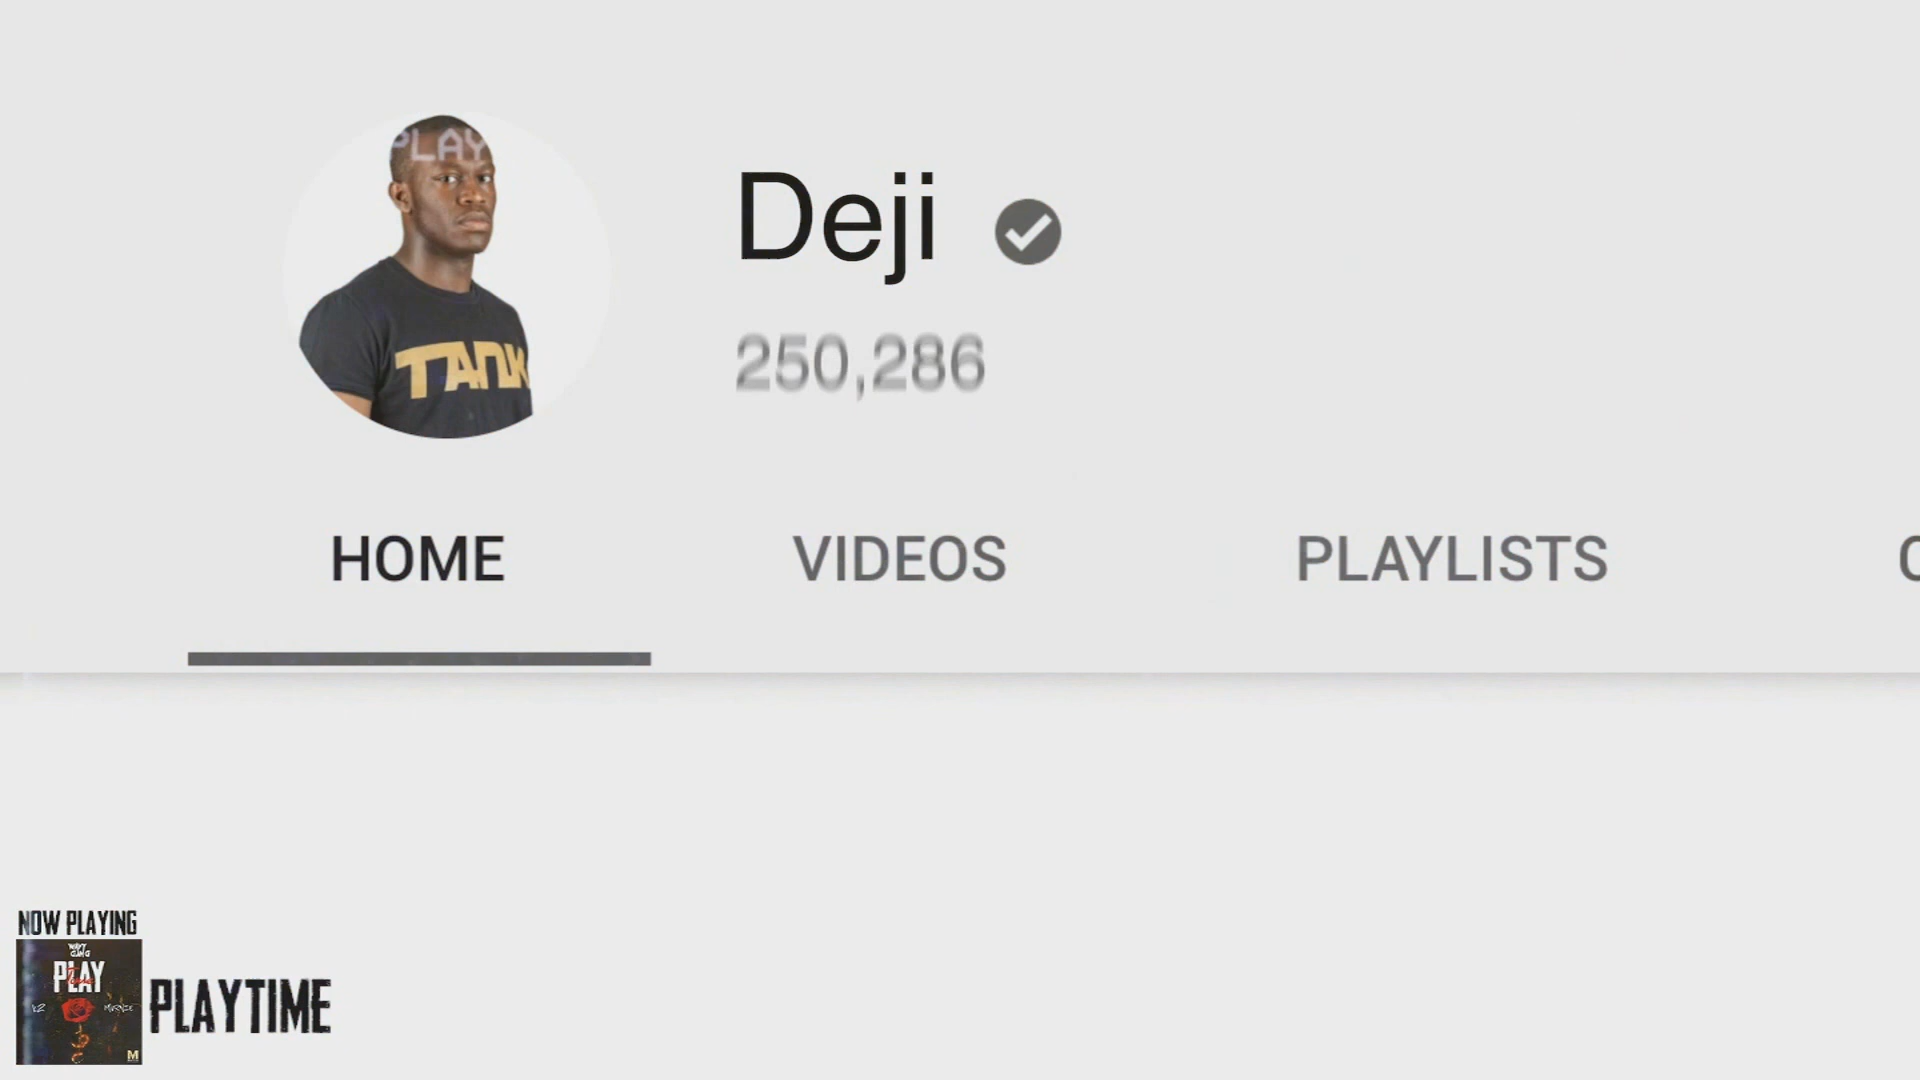 PLAY
Deji
TANK
250,286
HOME VIDEOS PLAYLISTS
NOW PLAYING
PLAY
PLAYTIME